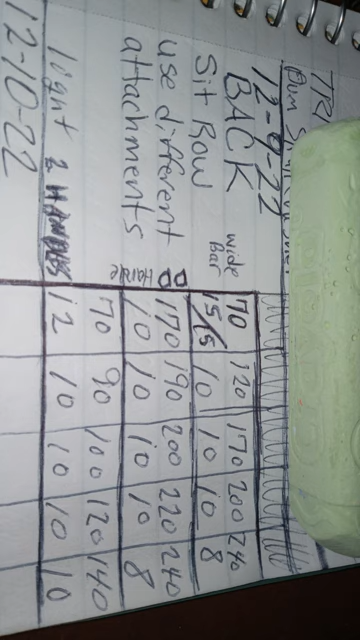 12-9-22
BACK
Sit Row wide Bar
70 120 170 200 240
15/15 10 10 10 8
use different
attachments Handle
170 190 200 220 240
10 10 10 10 8
light 2 HANDLES
70 90 100 120 140
12 10 10 10 10
12-10-22